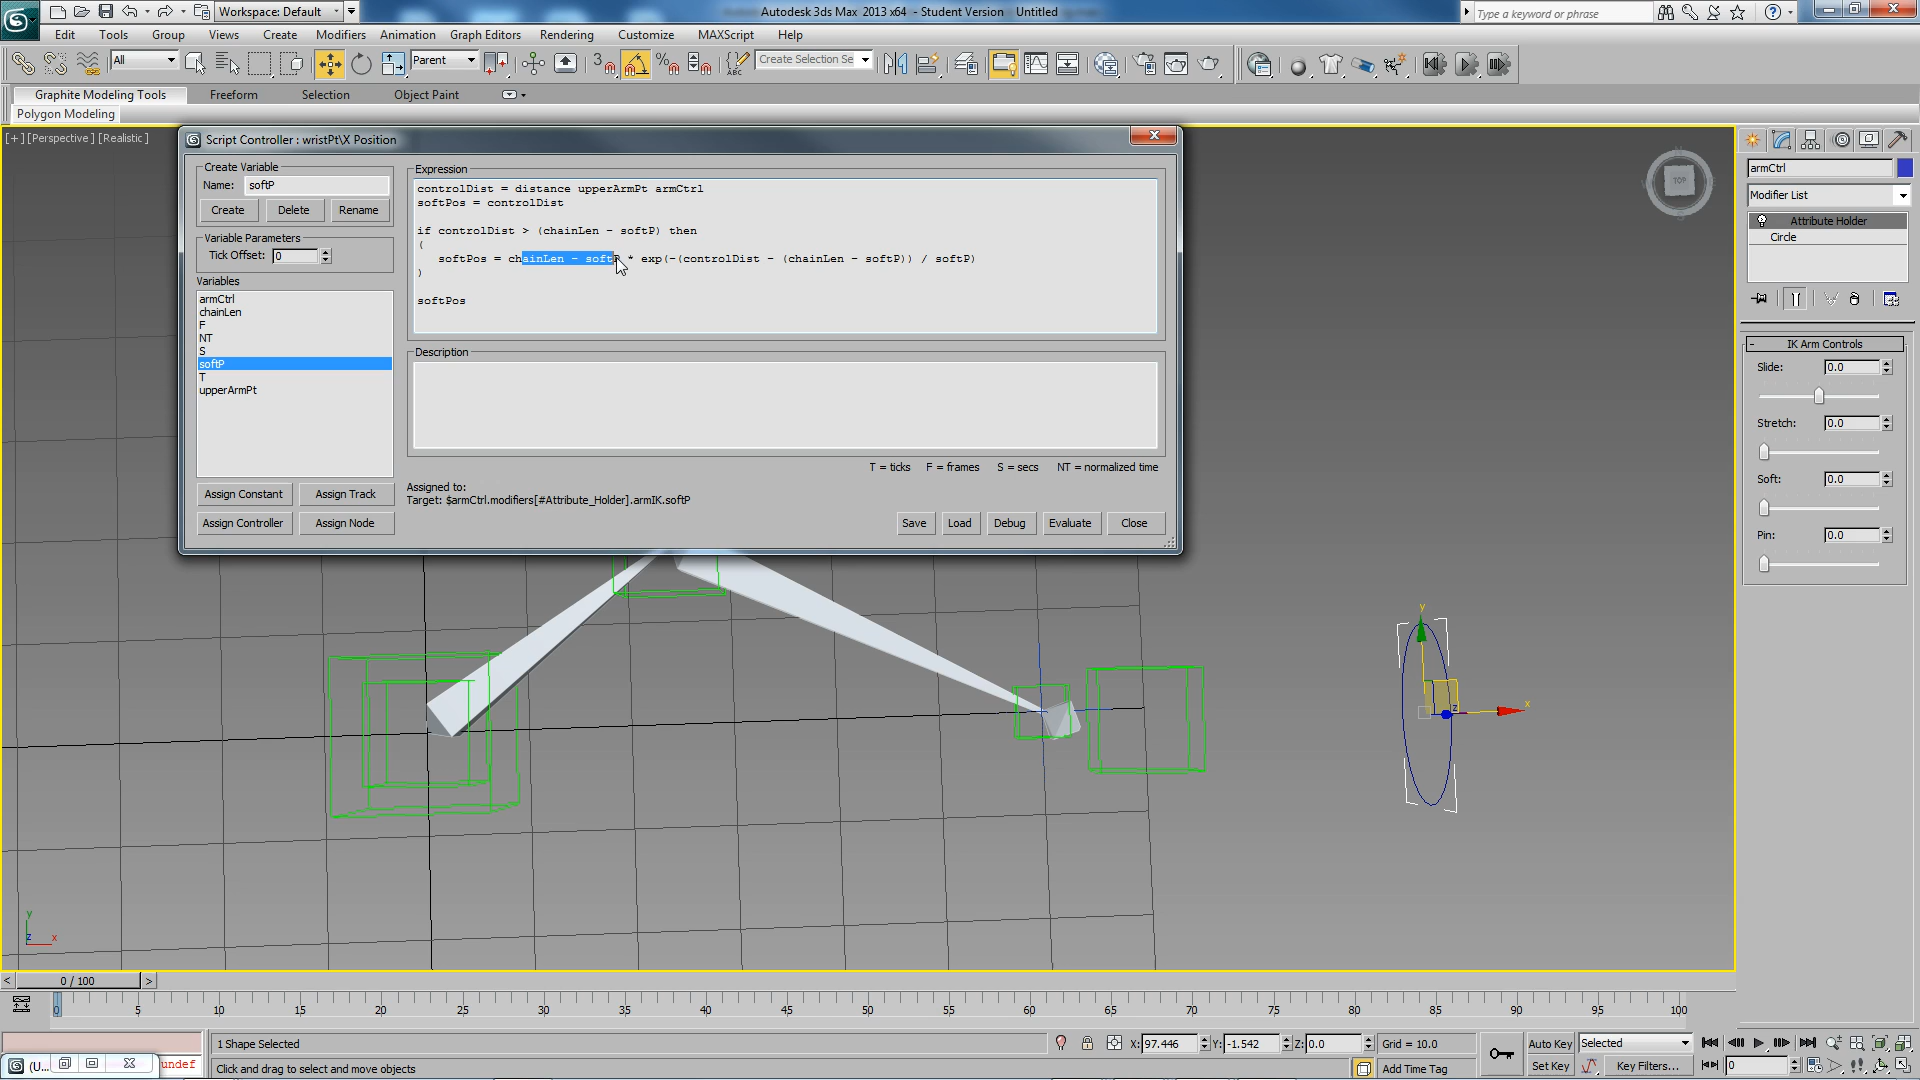 Workspace: Default
Autodesk 3ds Max 2013 x64 - Student Version Untitled
Type a keyword or phrase
Edit Tools Group Views Create Modifiers Animation Graph Editors Rendering Customize MAXScript Help
All
Parent
3
Create Selection Se
Graphite Modeling Tools Freeform Selection Object Paint
Polygon Modeling
[+] [Perspective] [Realistic]
Script Controller : wristPt\X Position
Create Variable
Name: softP
Create Delete Rename
Variable Parameters
Tick Offset: 0
Variables
armCtrl
chainLen
F
NT
S
softP
T
upperArmPt
Assign Constant Assign Track
Assign Controller Assign Node
Expression
controlDist = distance upperArmPt armCtrl
softPos = controlDist
if controlDist > (chainLen - softP) then
(
softPos = chainLen - softP * exp(-(controlDist - (chainLen - softP)) / softP)
)
softPos
Description
T = ticks F = frames S = secs NT = normalized time
Assigned to:
Target: $armCtrl.modifiers[#Attribute_Holder].armIK.softP
Save Load Debug Evaluate Close
TOP
armCtrl
Modifier List
Attribute Holder
Circle
- IK Arm Controls
Slide: 0.0
Stretch: 0.0
Soft: 0.0
Pin: 0.0
y
x
z
y
z x
< 0 / 100 >
0 5 10 15 20 25 30 35 40 45 50 55 60 65 70 75 80 85 90 95 100
1 Shape Selected
X: 97.446 Y: -1.542 Z: 0.0
Grid = 10.0
Auto Key Selected
(U... undef
Click and drag to select and move objects
Add Time Tag
Set Key Key Filters...
0